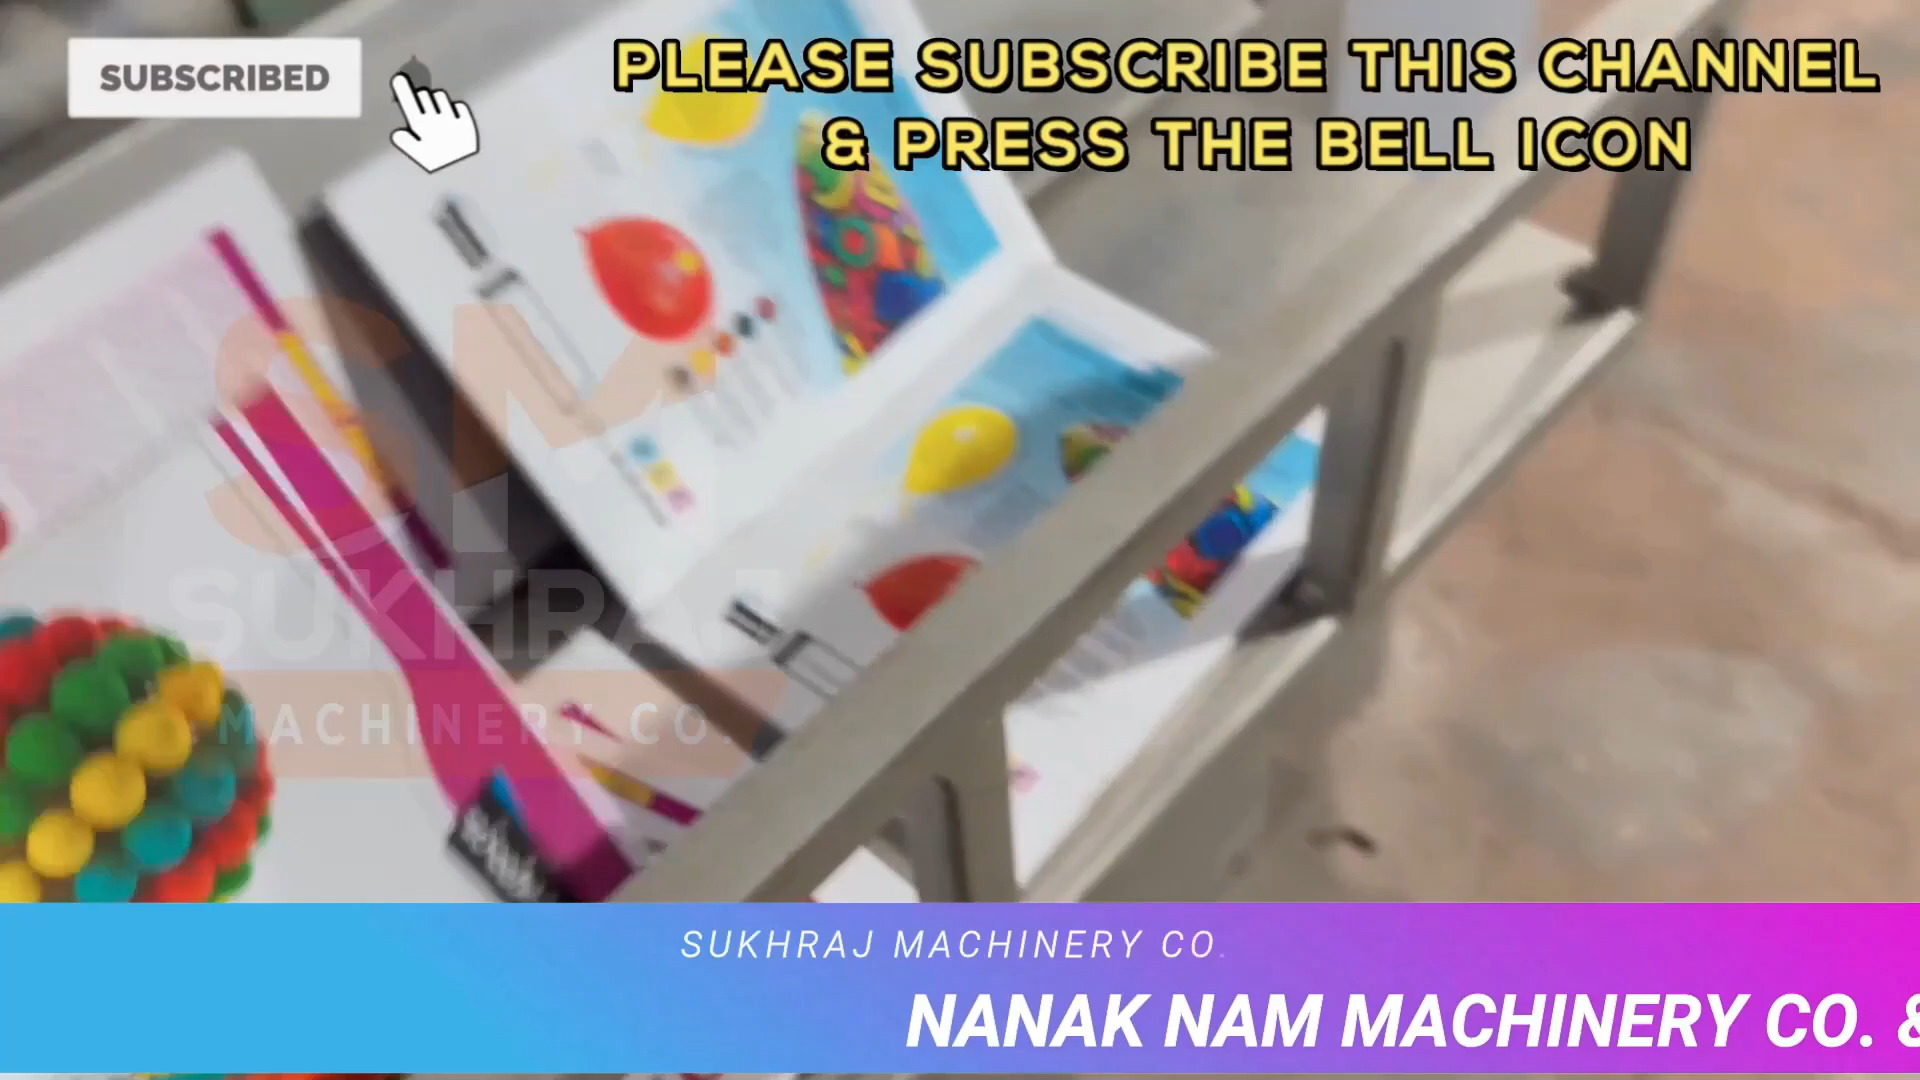 SUBSCRIBED
PLEASE SUBSCRIBE THIS CHANNEL
& PRESS THE BELL ICON
SM
SUKHRAJ
MACHINERY CO.
SUKHRAJ MACHINERY CO.
NANAK NAM MACHINERY CO. &